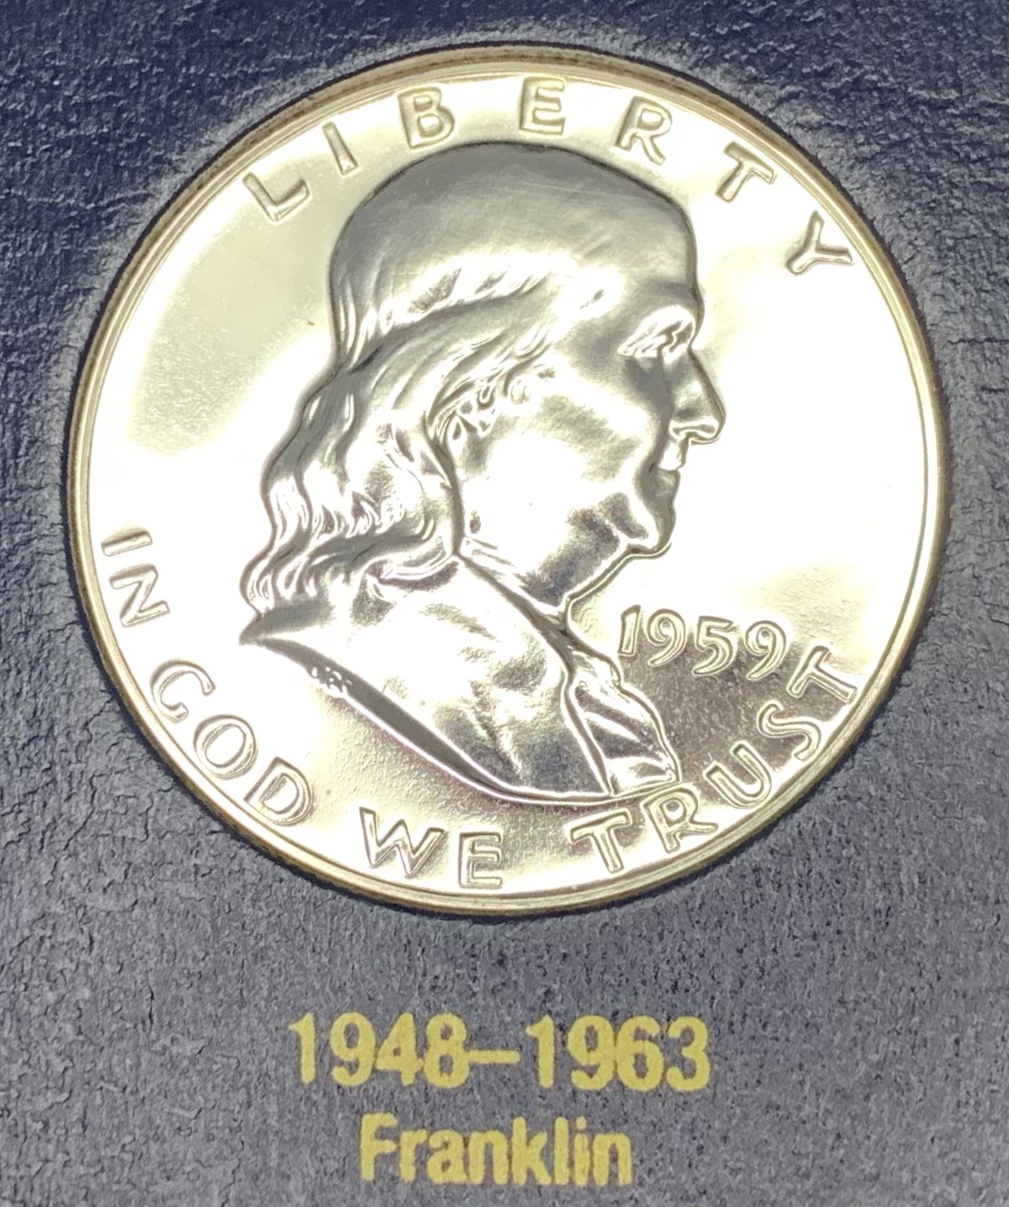 LIBERTY
1959
IN GOD WE TRUST
1948–1963
Franklin